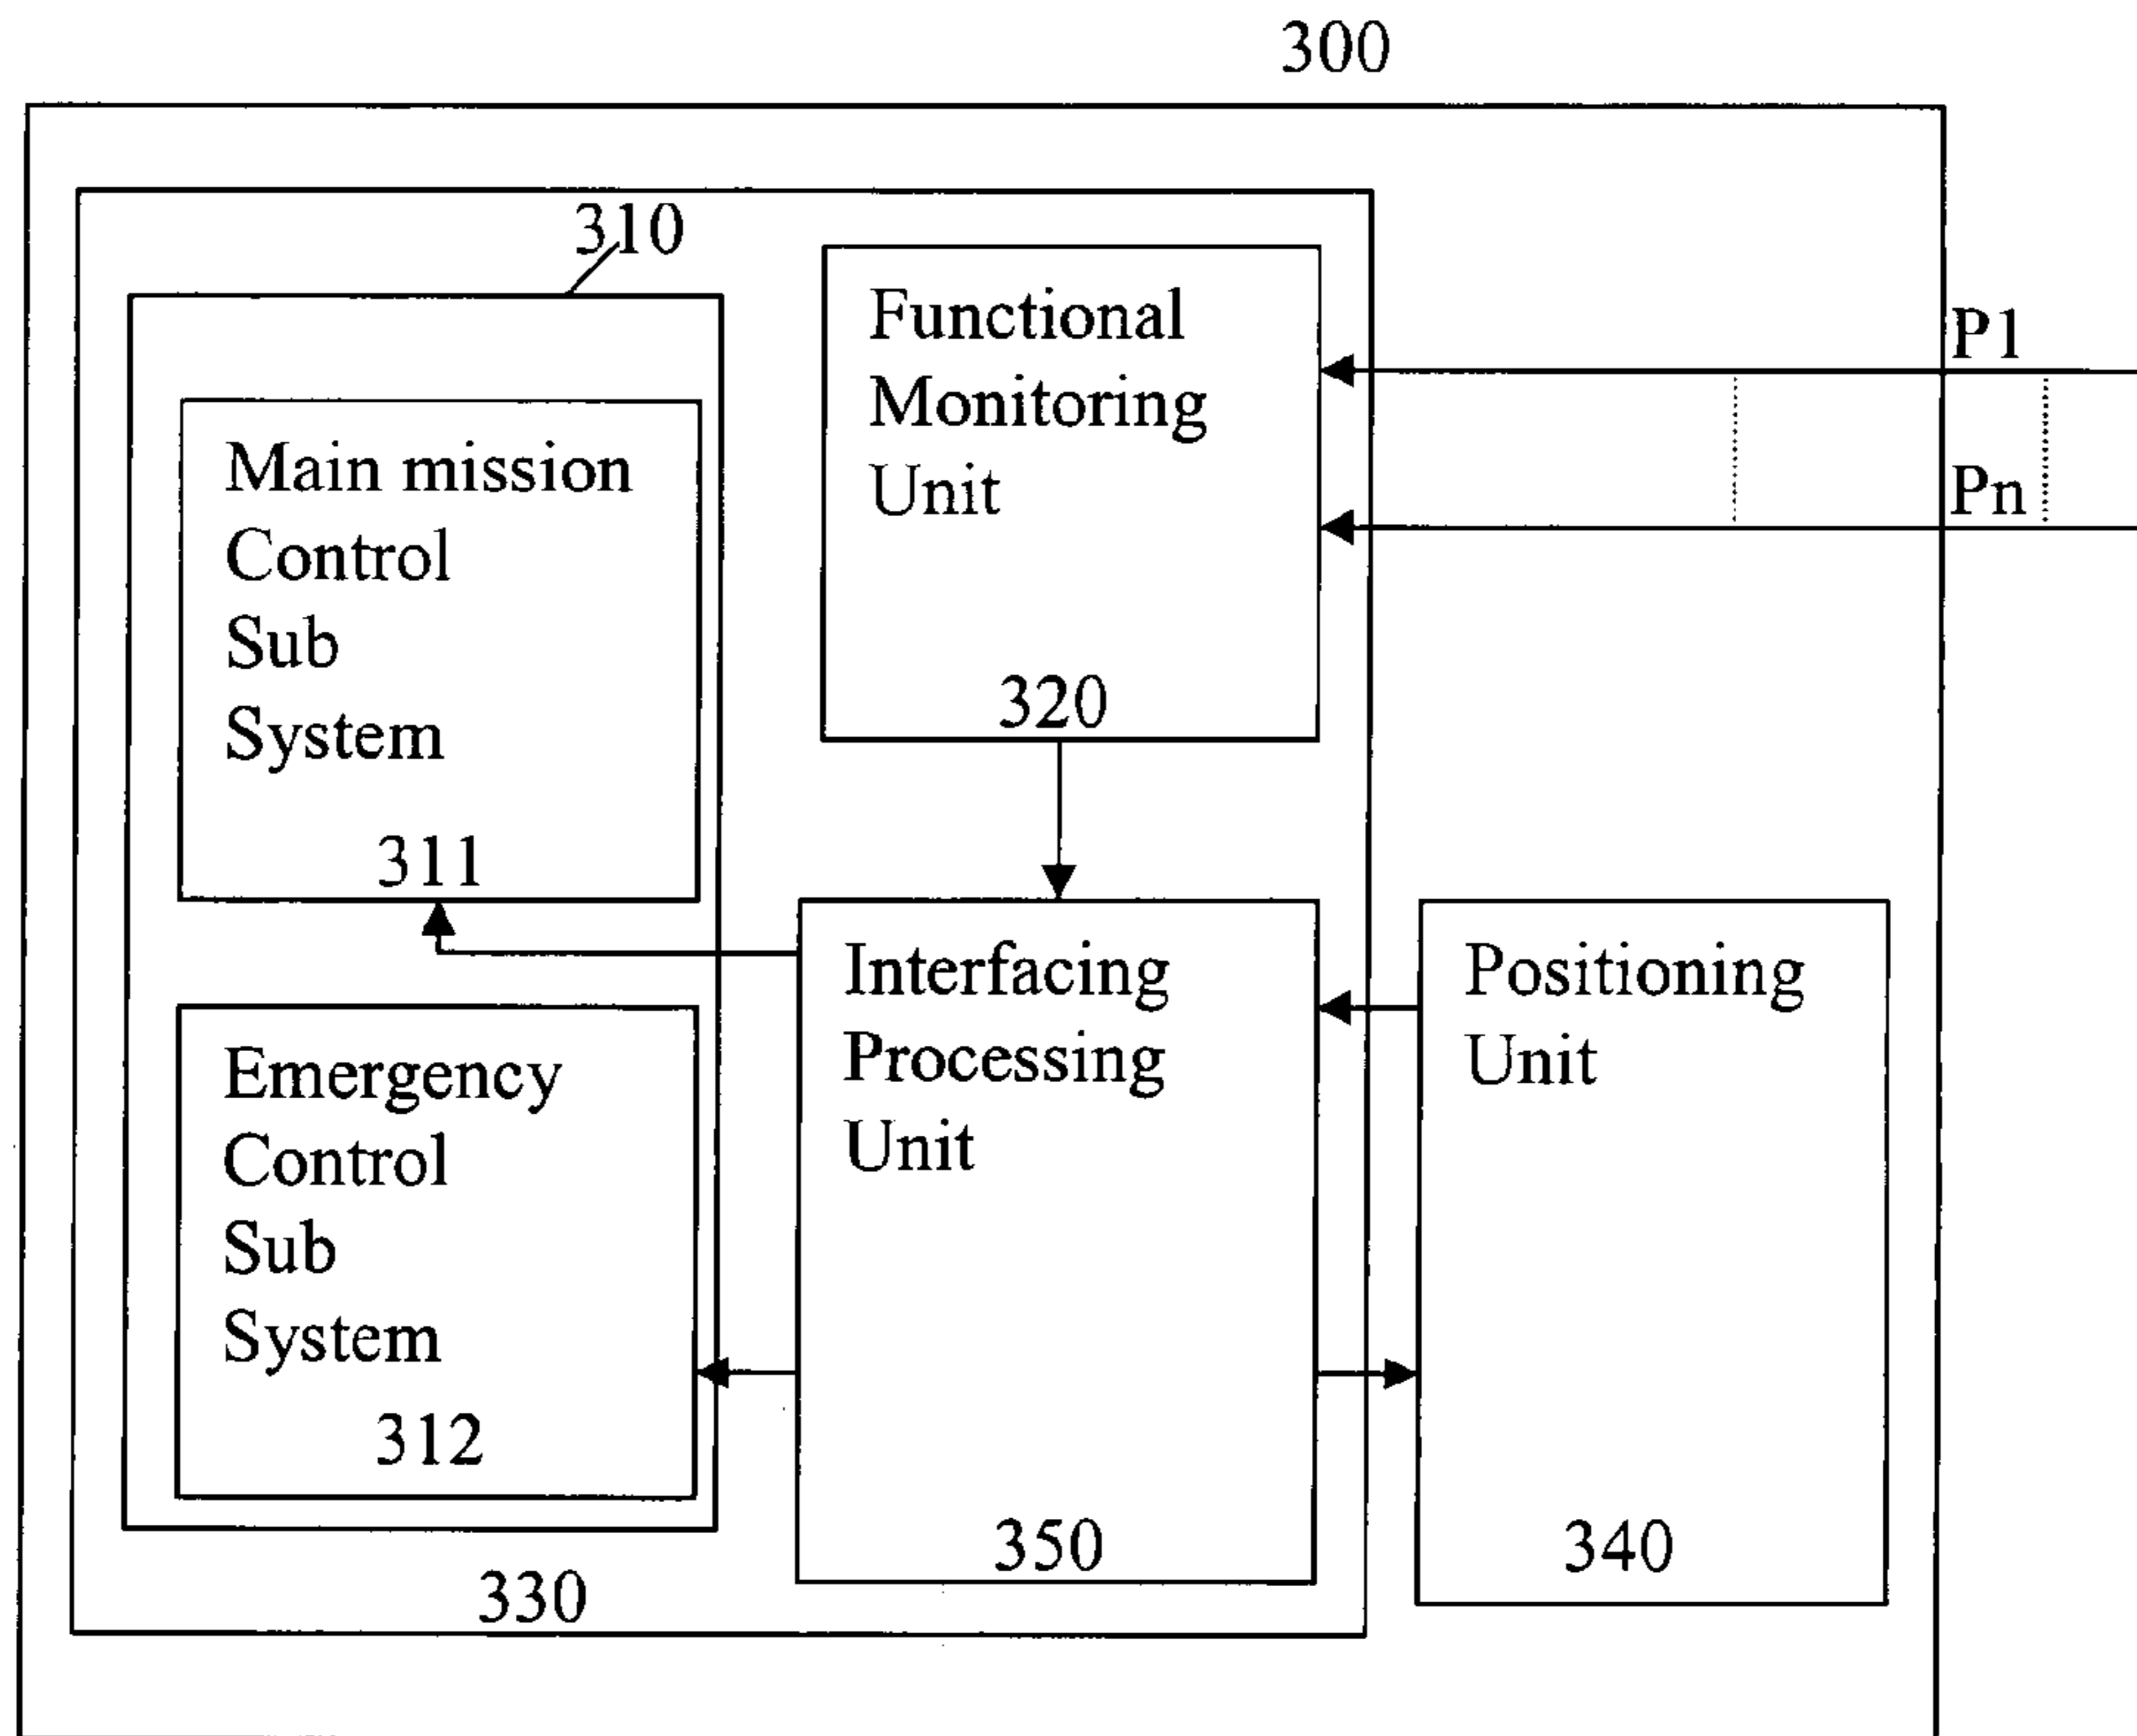 300
310
Functional
Monitoring
Unit
320
P1
Pn
Main mission
Control
Sub
System
311
Interfacing
Processing
Unit
350
Positioning
Unit
340
Emergency
Control
Sub
System
312
330